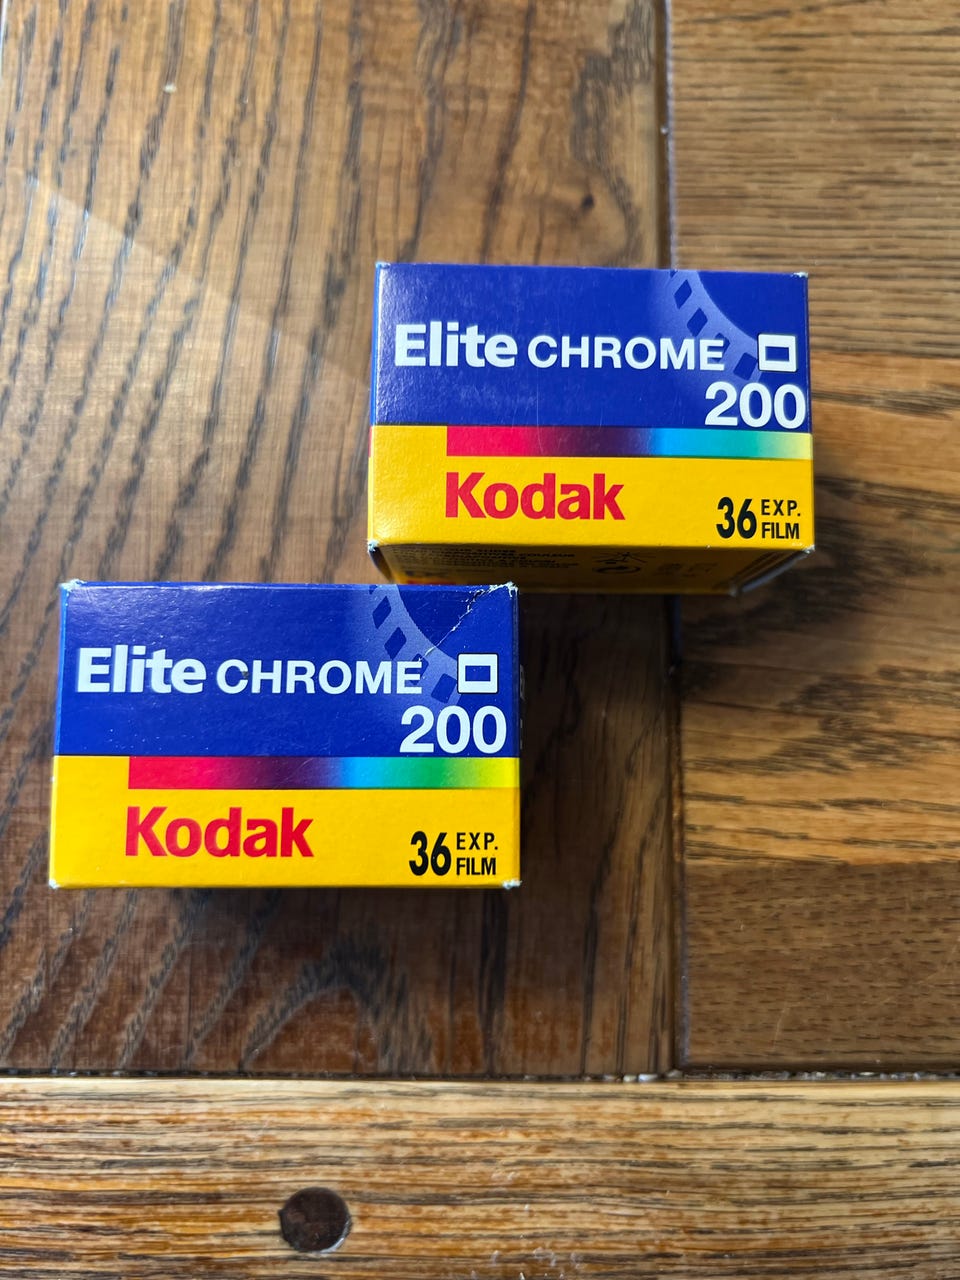 Elite CHROME
200
Kodak
36 EXP.
FILM
Elite CHROME
200
Kodak
36 EXP.
FILM